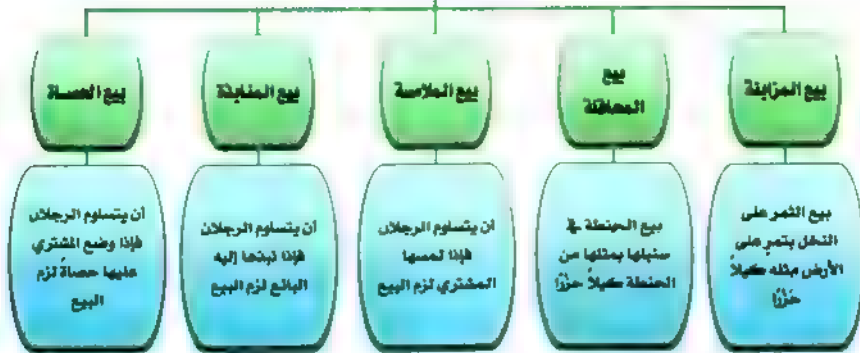 بيع المزابنة
بيع
المحاقلة
بيع الملامسة
بيع المنابذة
بيع الحصاة
بيع الثمر على
النخل بتمرٍ على
الأرض مثله كيلاً
حَزْرًا
بيع الحنطة في
سنبلها بمثلها من
الحنطة كيلاً حزرًا
أن يتساوم الرجلان
فإذا لمسها
المشتري لزم البيع
أن يتساوم الرجلان
فإذا نبذها إليه
البائع لزم البيع
أن يتساوم الرجلان
فإذا وضع المشتري
عليها حصاةً لزم
البيع